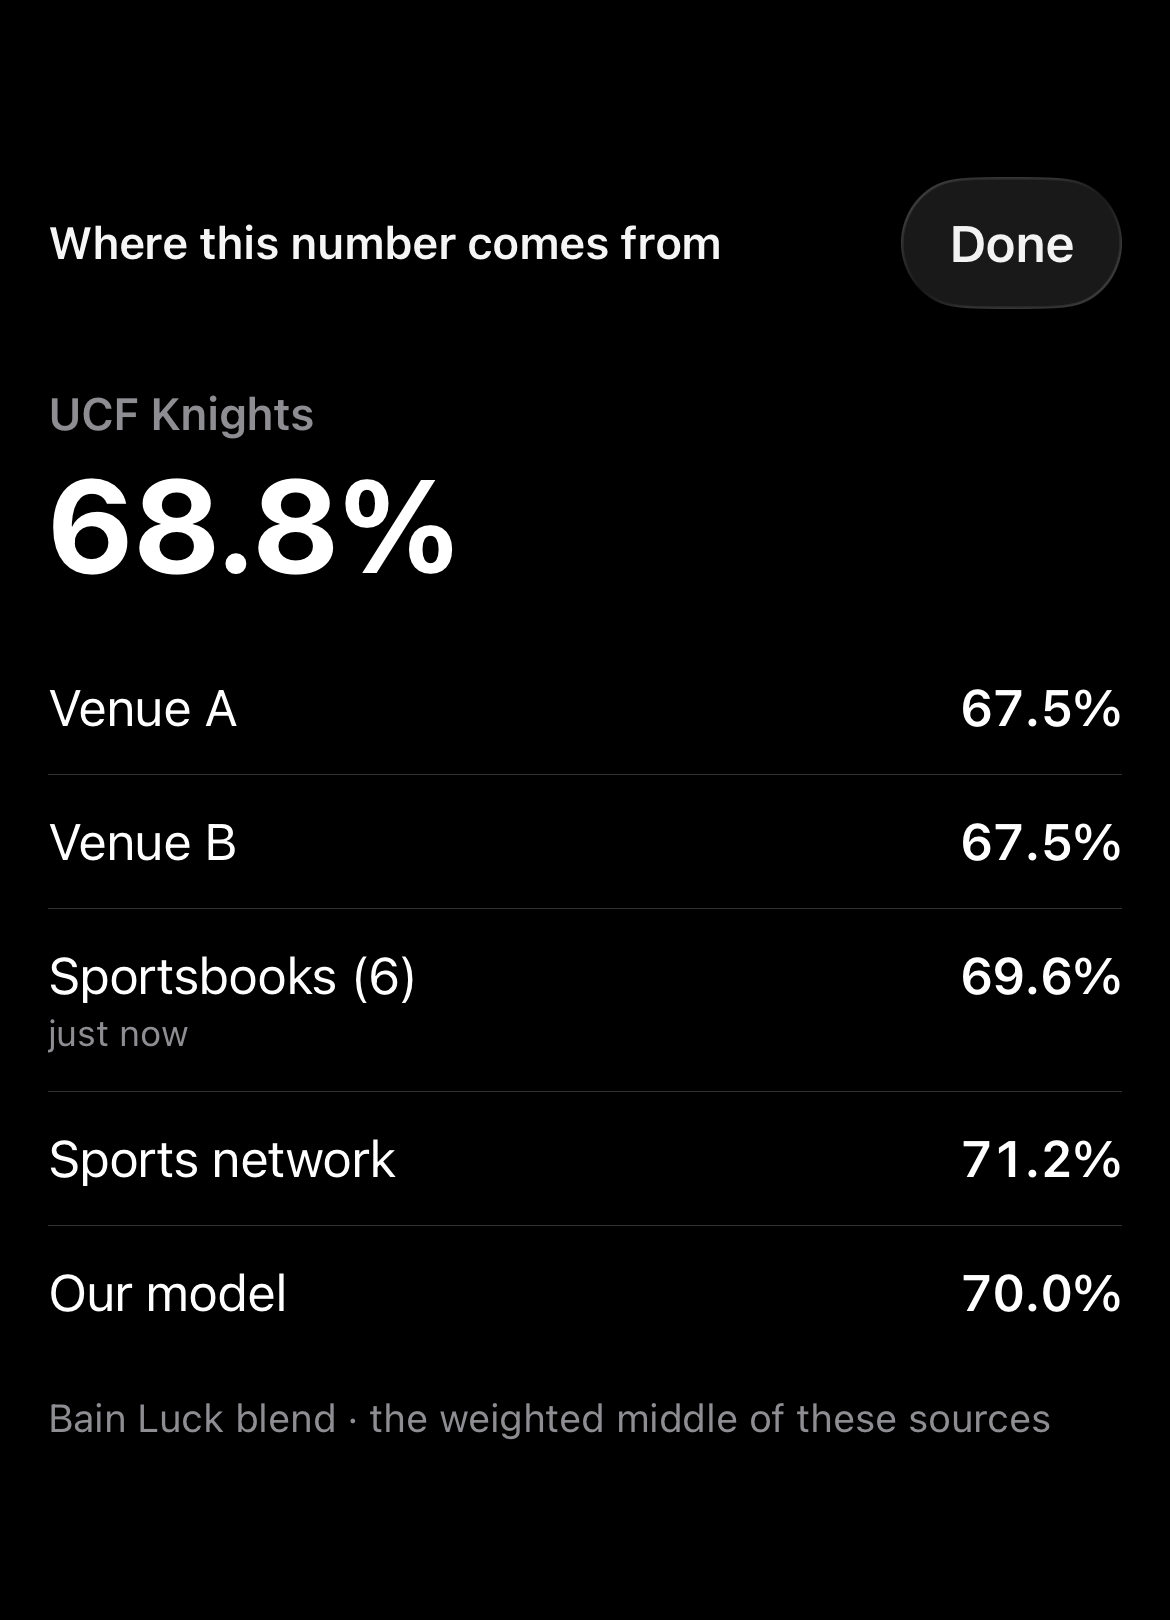 Where this number comes from
Done
UCF Knights
68.8%
Venue A 67.5%
Venue B 67.5%
Sportsbooks (6) 69.6%
just now
Sports network 71.2%
Our model 70.0%
Bain Luck blend · the weighted middle of these sources